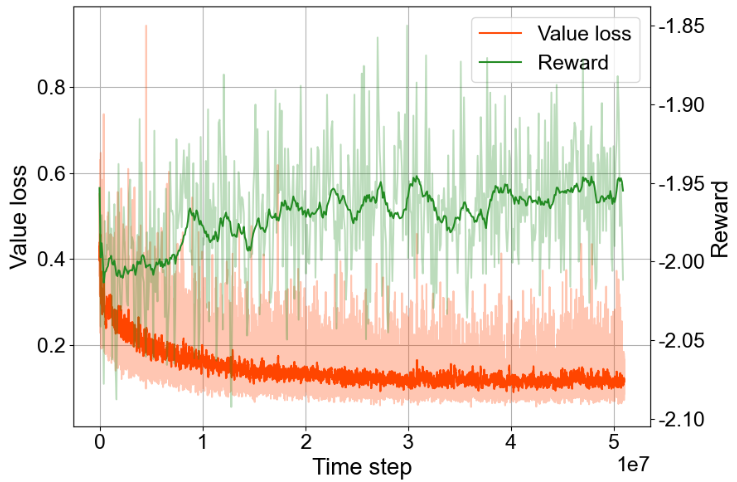 Value loss
Reward
0.8
0.6
0.4
0.2
Value loss
-1.85
-1.90
-1.95
-2.00
-2.05
-2.10
Reward
0 1 2 3 4 5
1e7
Time step